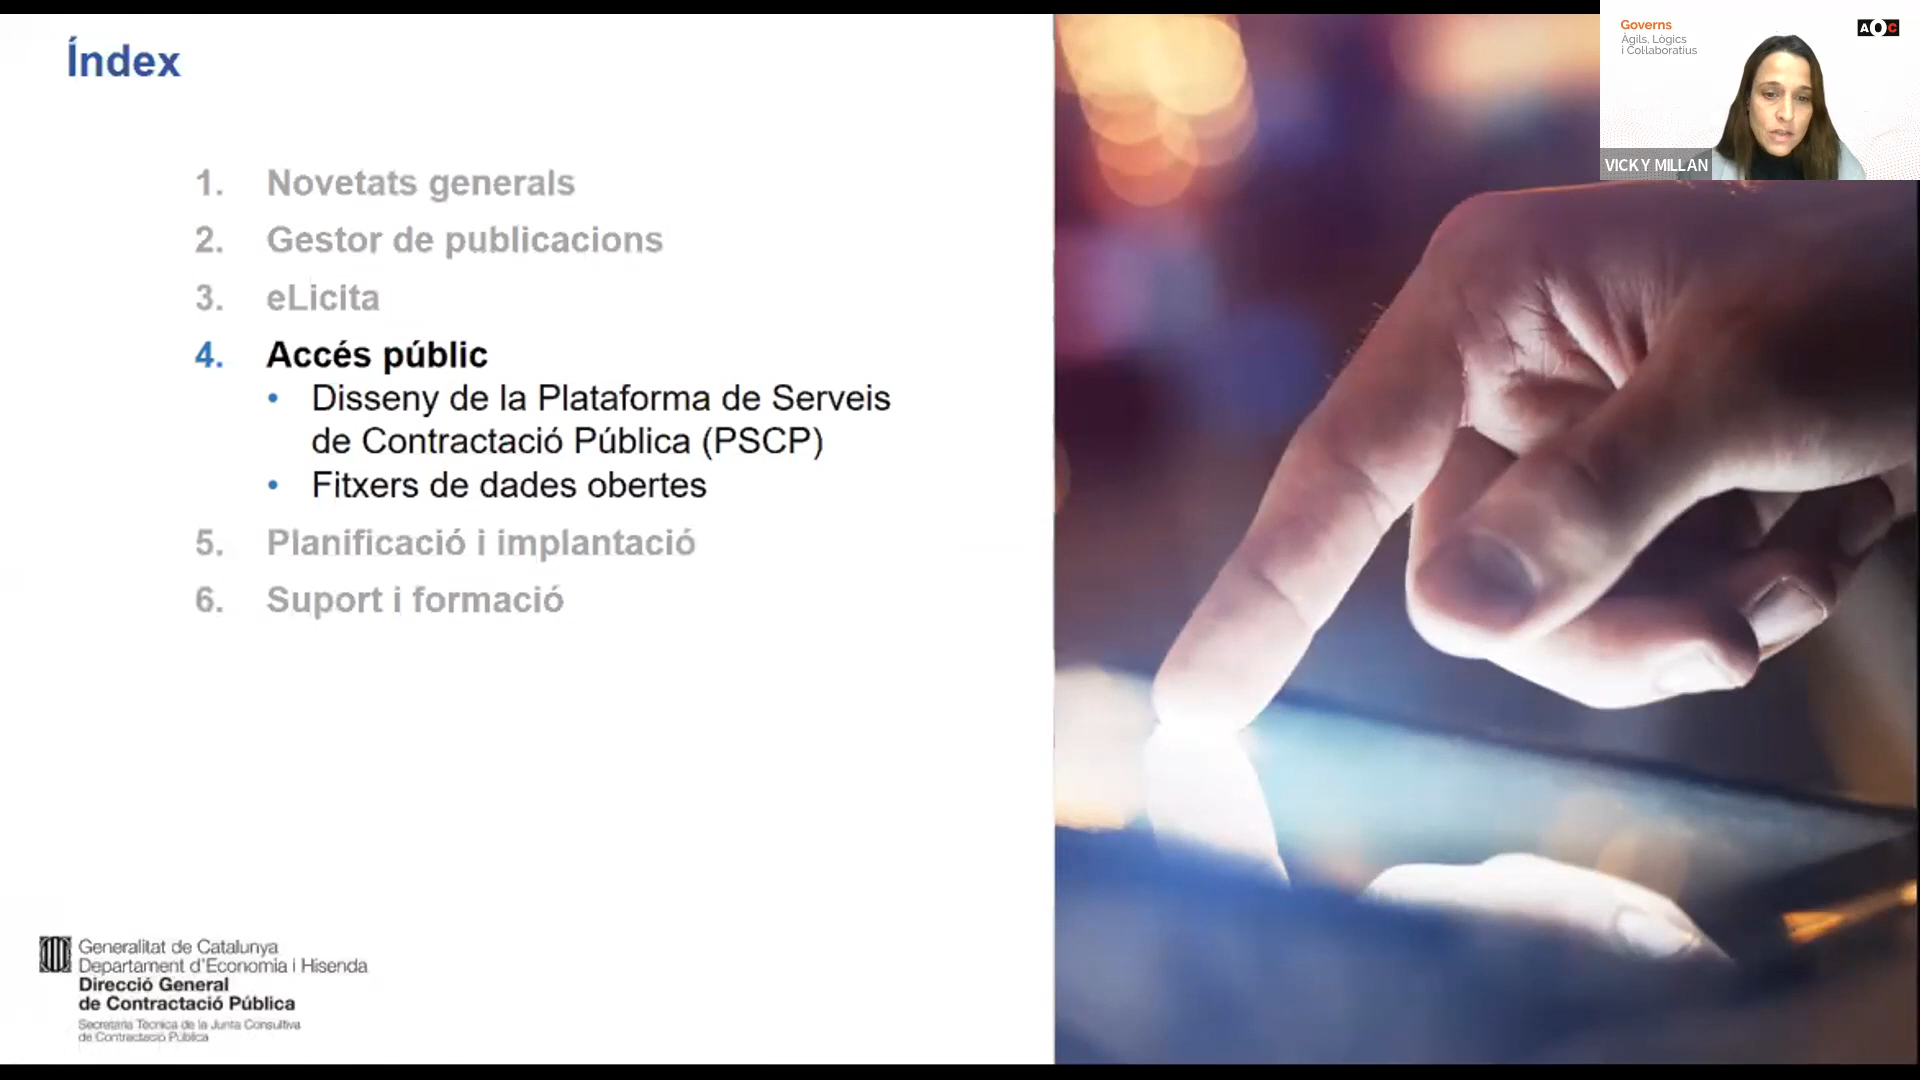 Índex
1. Novetats generals
2. Gestor de publicacions
3. eLicita
4. Accés públic
• Disseny de la Plataforma de Serveis
de Contractació Pública (PSCP)
• Fitxers de dades obertes
5. Planificació i implantació
6. Suport i formació
Generalitat de Catalunya
Departament d'Economia i Hisenda
Direcció General
de Contractació Pública
Secretaria Tècnica de la Junta Consultiva
de Contractació Pública
Governs
Àgils, Lògics
i Col·laboratius
AOC
VICKY MILLAN